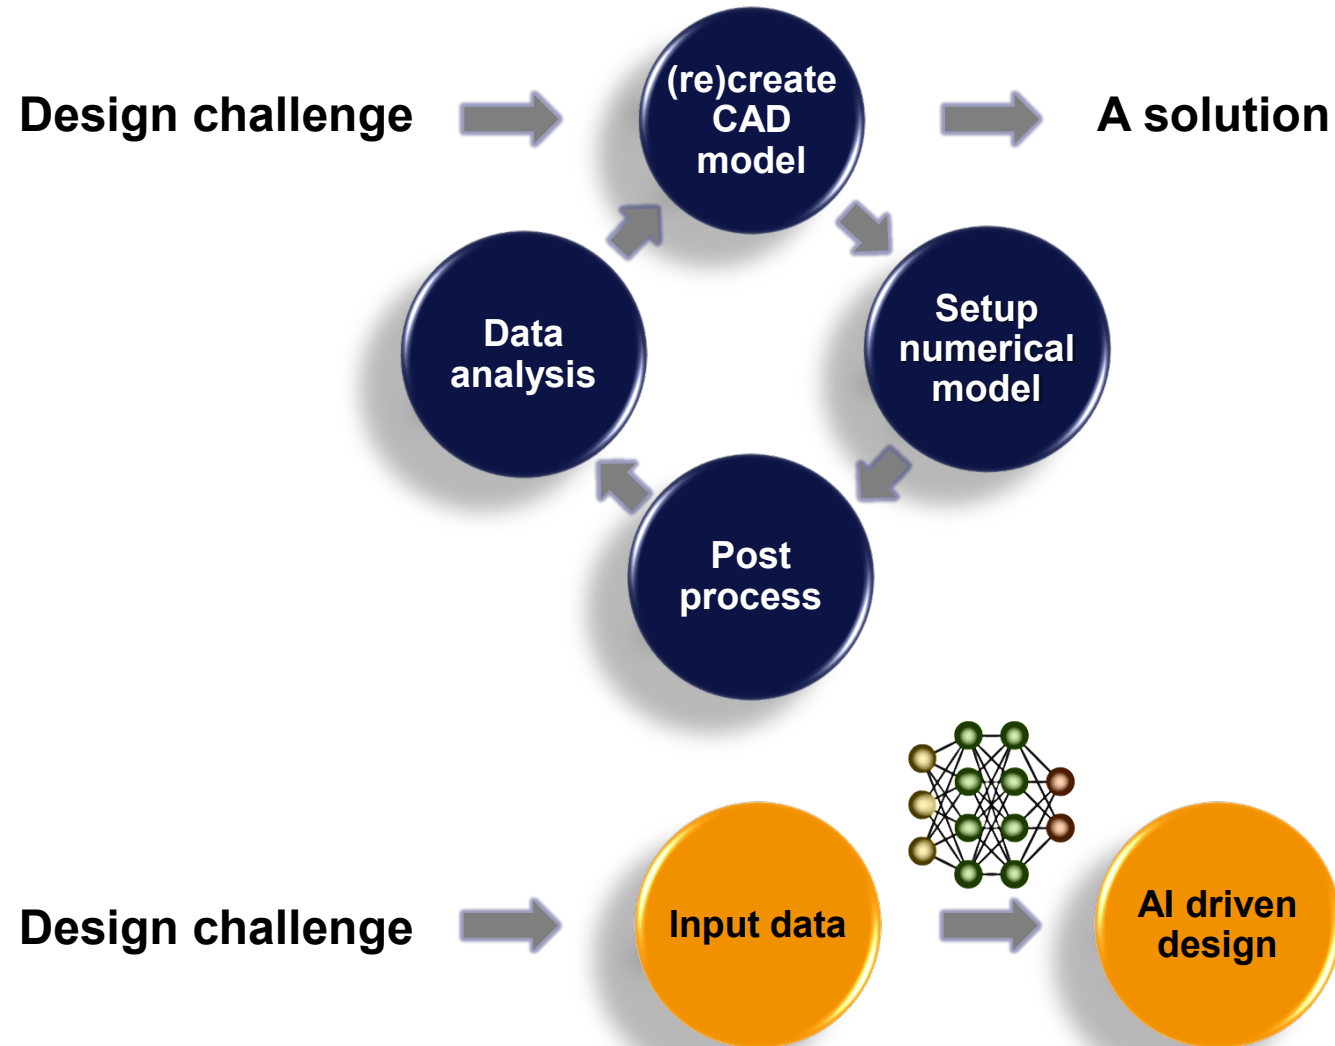 Design challenge
(re)create
CAD
model
A solution
Data
analysis
Setup
numerical
model
Post
process
Design challenge
Input data
AI driven
design